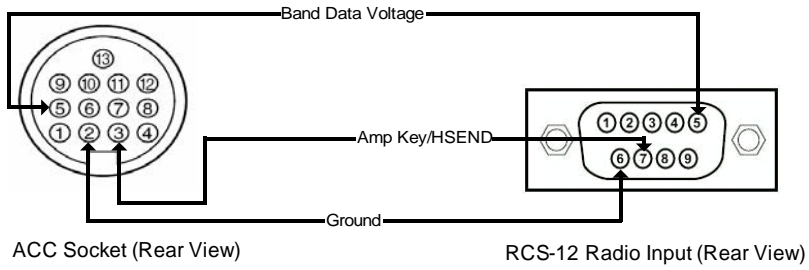 Band Data Voltage
13
9 10 11 12
5 6 7 8
1 2 3 4
1 2 3 4 5
6 7 8 9
Amp Key/HSEND
Ground
ACC Socket (Rear View)
RCS-12 Radio Input (Rear View)